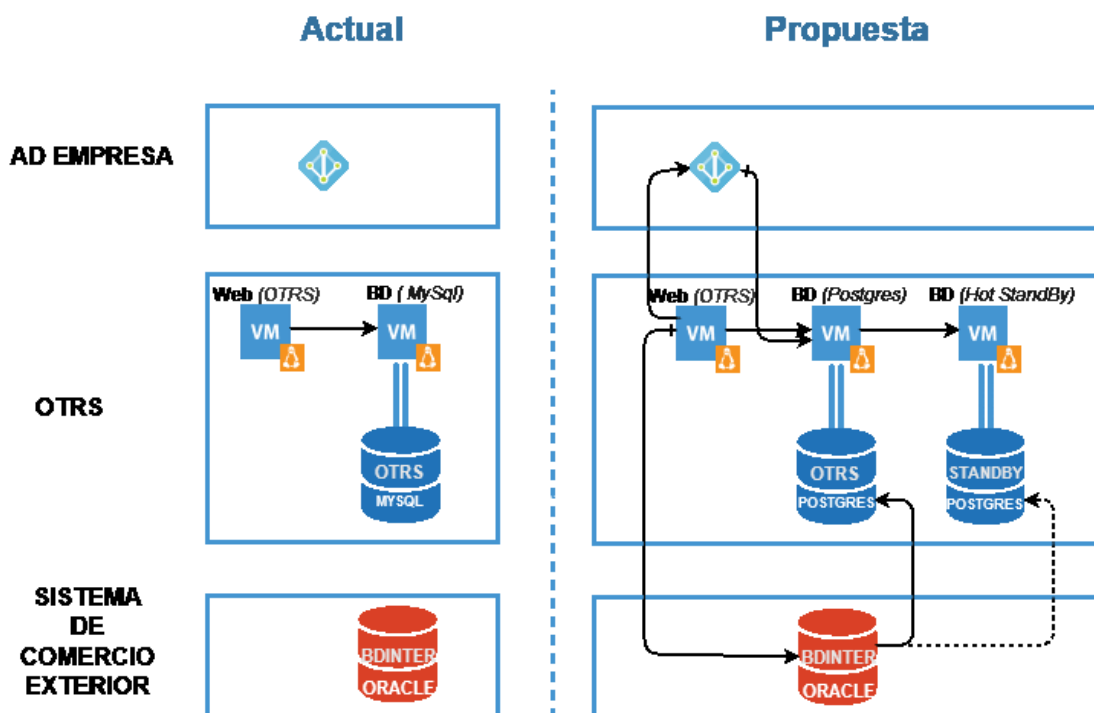 Actual
Propuesta
AD EMPRESA
Web (OTRS)
BD ( MySql)
Web (OTRS)
BD (Postgres)
BD (Hot StandBy)
VM
VM
VM
VM
VM
OTRS
OTRS
MYSQL
OTRS
POSTGRES
STANDBY
POSTGRES
SISTEMA
DE
COMERCIO
EXTERIOR
BDINTER
ORACLE
BDINTER
ORACLE